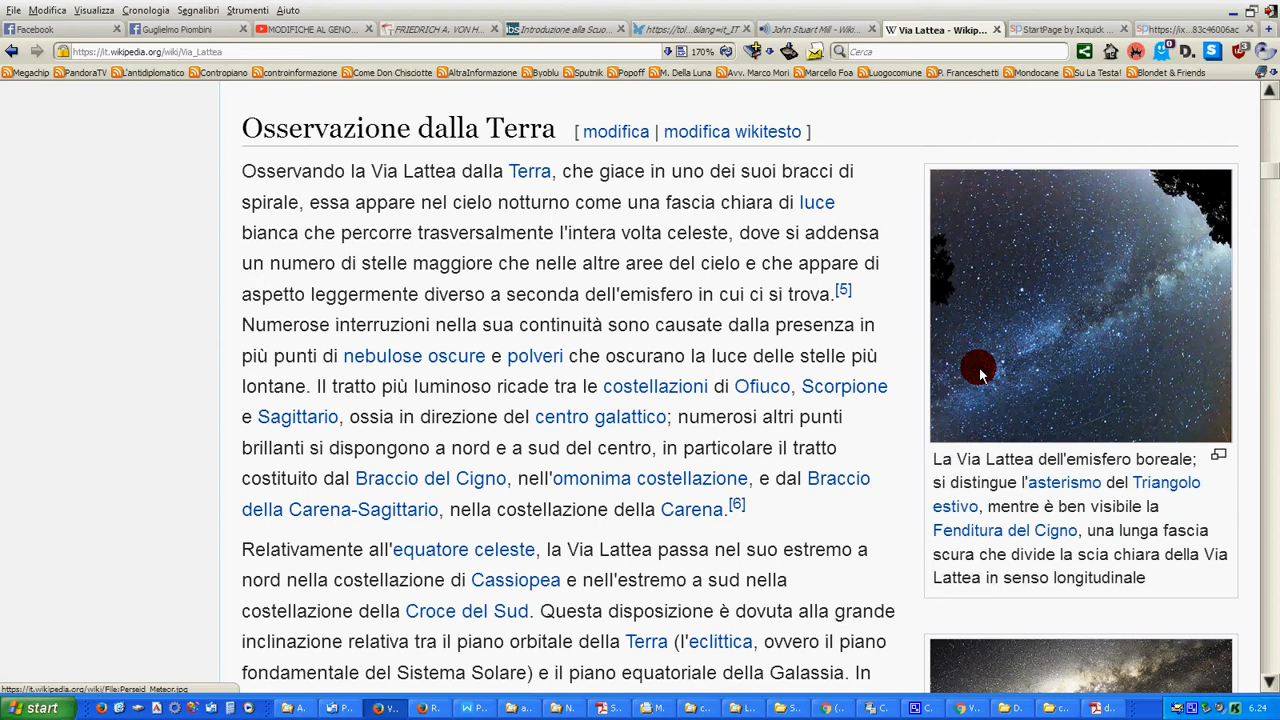 File Modifica Visualizza Cronologia Segnalibri Strumenti Aiuto
Facebook Guglielmo Piombini MODIFICHE AL GENO... FRIEDRICH A. VON H... Introduzione alla Scuo... https://tol...&lang=it_IT John Stuart Mill - Wiki... Via Lattea - Wikip... StartPage by Ixquick ... https://ix...83c46006ac
https://it.wikipedia.org/wiki/Via_Lattea 170% Cerca
Megachip PandoraTV L'antidiplomatico Contropiano controinformazione Come Don Chisciotte AltraInformazione Byoblu Sputnik Popoff M. Della Luna Avv. Marco Mori Marcello Foa Luogocomune P. Franceschetti Mondocane Su La Testa! Blondet & Friends
Osservazione dalla Terra [ modifica | modifica wikitesto ]
Osservando la Via Lattea dalla Terra, che giace in uno dei suoi bracci di
spirale, essa appare nel cielo notturno come una fascia chiara di luce
bianca che percorre trasversalmente l'intera volta celeste, dove si addensa
un numero di stelle maggiore che nelle altre aree del cielo e che appare di
aspetto leggermente diverso a seconda dell'emisfero in cui ci si trova.[5]
Numerose interruzioni nella sua continuità sono causate dalla presenza in
più punti di nebulose oscure e polveri che oscurano la luce delle stelle più
lontane. Il tratto più luminoso ricade tra le costellazioni di Ofiuco, Scorpione
e Sagittario, ossia in direzione del centro galattico; numerosi altri punti
brillanti si dispongono a nord e a sud del centro, in particolare il tratto
costituito dal Braccio del Cigno, nell'omonima costellazione, e dal Braccio
della Carena-Sagittario, nella costellazione della Carena.[6]
Relativamente all'equatore celeste, la Via Lattea passa nel suo estremo a
nord nella costellazione di Cassiopea e nell'estremo a sud nella
costellazione della Croce del Sud. Questa disposizione è dovuta alla grande
inclinazione relativa tra il piano orbitale della Terra (l'eclittica, ovvero il piano
fondamentale del Sistema Solare) e il piano equatoriale della Galassia. In
La Via Lattea dell'emisfero boreale;
si distingue l'asterismo del Triangolo
estivo, mentre è ben visibile la
Fenditura del Cigno, una lunga fascia
scura che divide la scia chiara della Via
Lattea in senso longitudinale
https://it.wikipedia.org/wiki/File:Perseid_Meteor.jpg
start 6.24